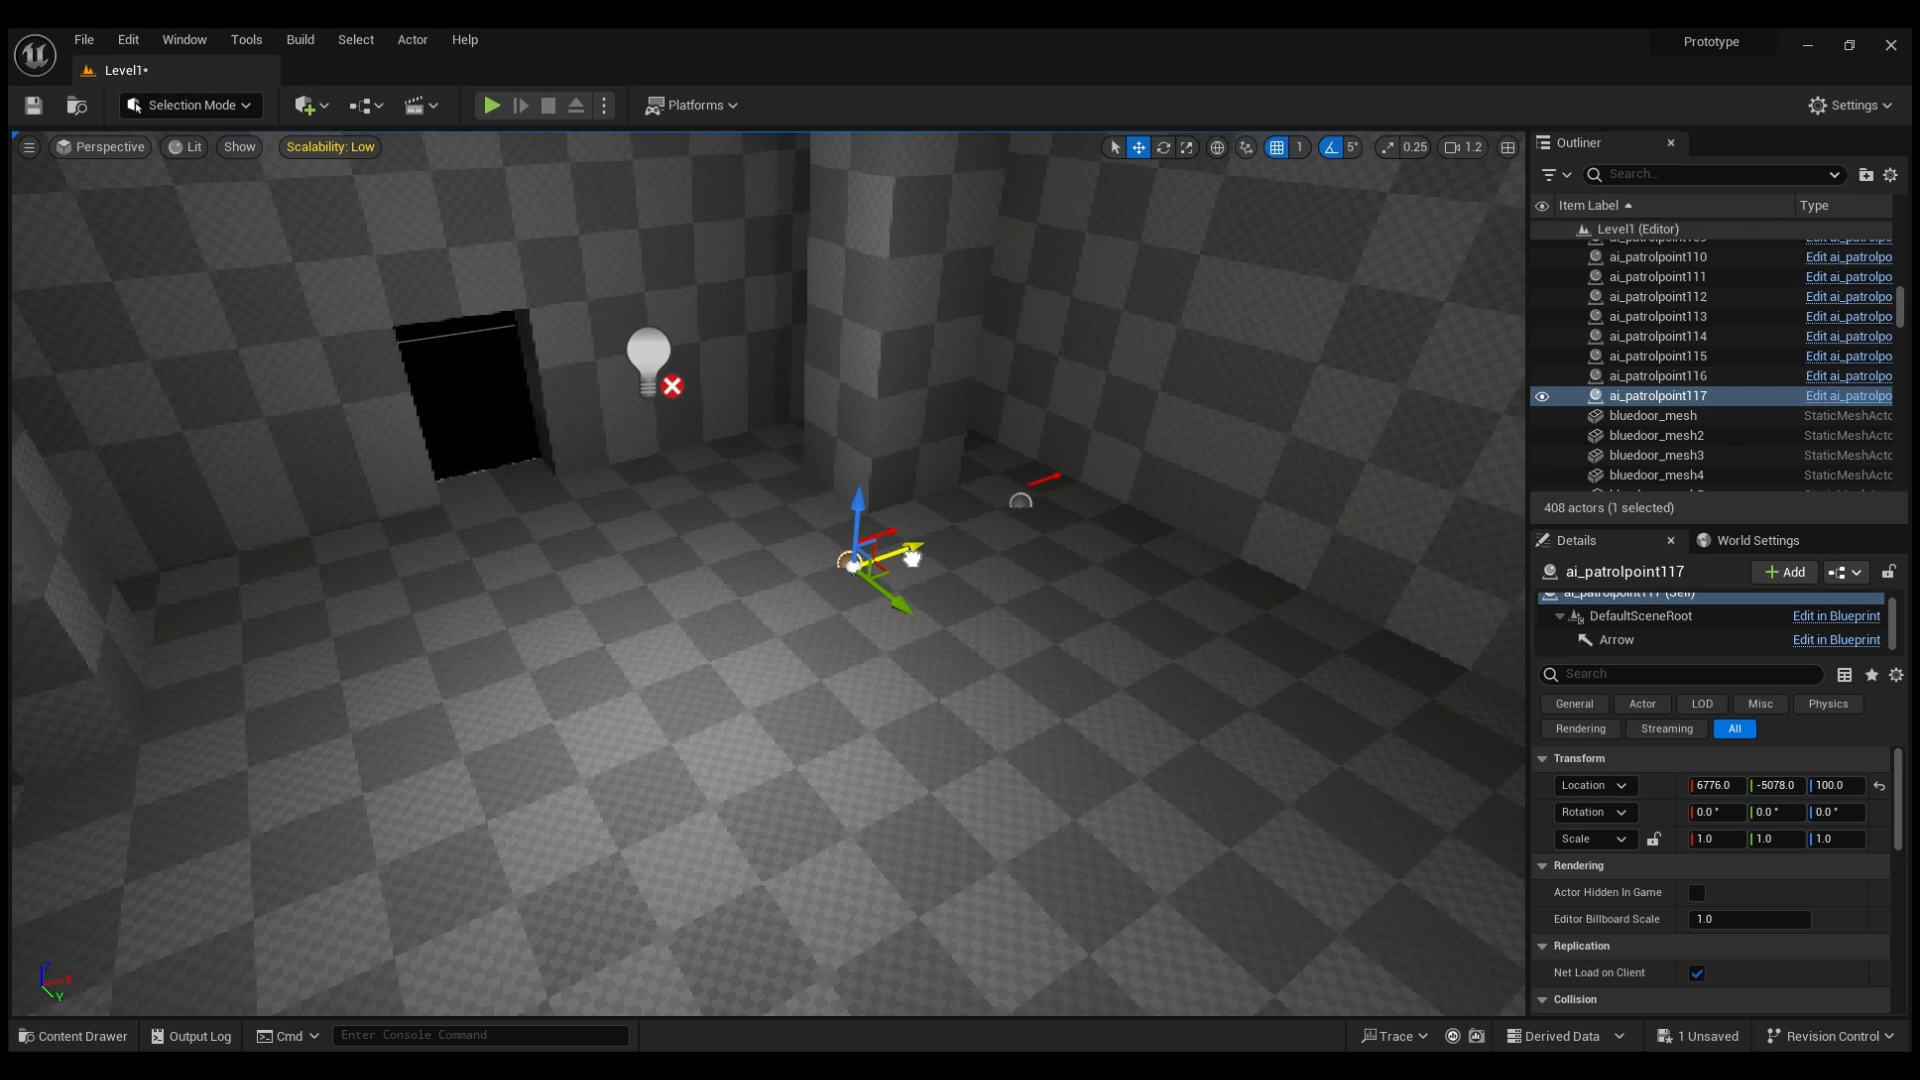 File Edit Window Tools Build Select Actor Help
Prototype
Level1*
Selection Mode
Platforms
Settings
Perspective Lit Show Scalability: Low
1 5° 0.25 1.2
Outliner
Search...
Item Label Type
Level1 (Editor)
ai_patrolpoint110 Edit ai_patrolpo
ai_patrolpoint111 Edit ai_patrolpo
ai_patrolpoint112 Edit ai_patrolpo
ai_patrolpoint113 Edit ai_patrolpo
ai_patrolpoint114 Edit ai_patrolpo
ai_patrolpoint115 Edit ai_patrolpo
ai_patrolpoint116 Edit ai_patrolpo
ai_patrolpoint117 Edit ai_patrolpo
bluedoor_mesh StaticMeshActo
bluedoor_mesh2 StaticMeshActo
bluedoor_mesh3 StaticMeshActo
bluedoor_mesh4 StaticMeshActo
408 actors (1 selected)
Details World Settings
ai_patrolpoint117 Add
ai_patrolpoint117 (Self)
DefaultSceneRoot Edit in Blueprint
Arrow Edit in Blueprint
Search
General Actor LOD Misc Physics
Rendering Streaming All
Transform
Location 6776.0 -5078.0 100.0
Rotation 0.0 ° 0.0 ° 0.0 °
Scale 1.0 1.0 1.0
Rendering
Actor Hidden In Game
Editor Billboard Scale 1.0
Replication
Net Load on Client
Collision
Z X Y
Content Drawer Output Log Cmd Enter Console Command
Trace Derived Data 1 Unsaved Revision Control